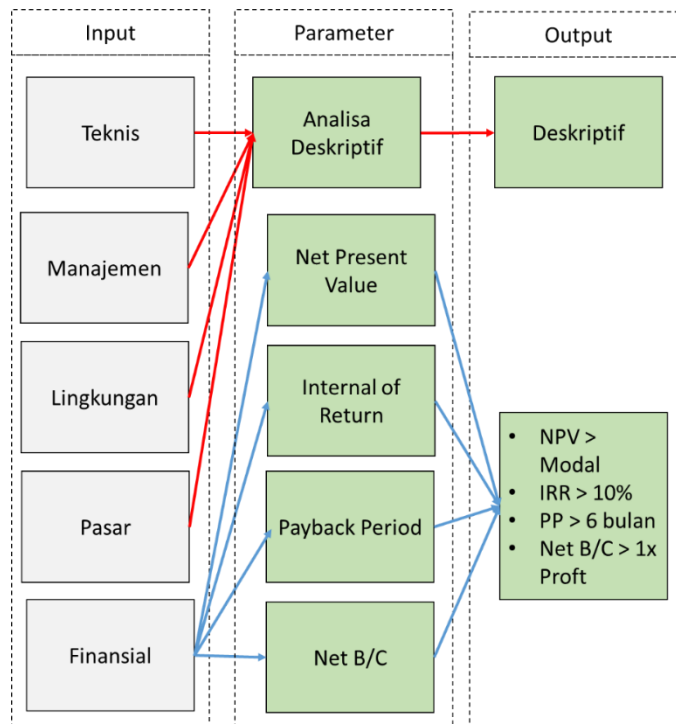 Input
Parameter
Output
Teknis
Analisa
Deskriptif
Deskriptif
Manajemen
Net Present
Value
Lingkungan
Internal of
Return
• NPV >
Modal
• IRR > 10%
• PP > 6 bulan
• Net B/C > 1x
Proft
Pasar
Payback Period
Finansial
Net B/C